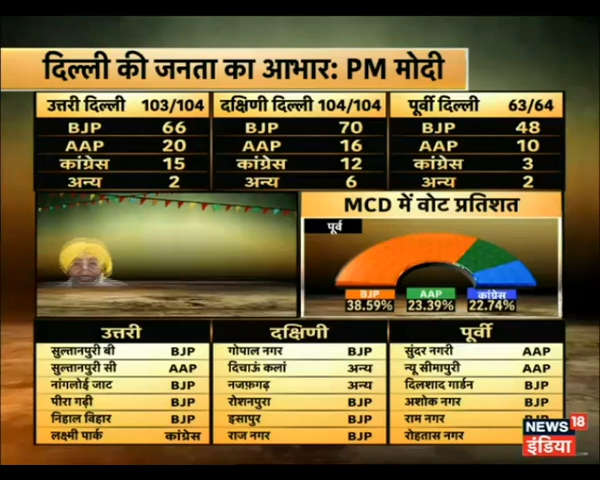 दिल्ली की जनता का आभार: PM मोदी
उत्तरी दिल्ली 103/104
BJP 66
AAP 20
कांग्रेस 15
अन्य 2
दक्षिणी दिल्ली 104/104
BJP 70
AAP 16
कांग्रेस 12
अन्य 6
पूर्वी दिल्ली 63/64
BJP 48
AAP 10
कांग्रेस 3
अन्य 2
MCD में वोट प्रतिशत
पूर्व
BJP AAP कांग्रेस
38.59% 23.39% 22.74%
उत्तरी
सुल्तानपुरी बी BJP
सुल्तानपुरी सी AAP
नांगलोई जाट BJP
पीरा गढ़ी BJP
निहाल बिहार BJP
लक्ष्मी पार्क कांग्रेस
दक्षिणी
गोपाल नगर BJP
दिचाऊं कलां अन्य
नजफ़गढ़ अन्य
रोशनपुरा BJP
इसापुर BJP
राज नगर BJP
पूर्वी
सुंदर नगरी AAP
न्यू सीमापुरी AAP
दिलशाद गार्डन BJP
अशोक नगर BJP
राम नगर
रोहतास नगर
NEWS 18
इंडिया